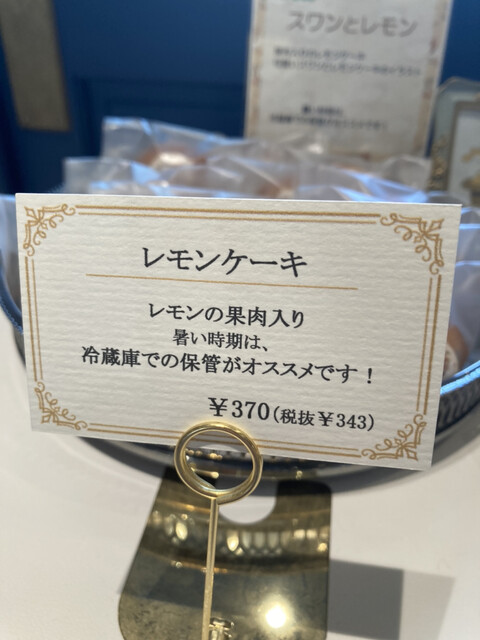 スワンとレモン
レモンケーキ
レモンの果肉入り
暑い時期は、
冷蔵庫での保管がオススメです！
￥370（税抜￥343）